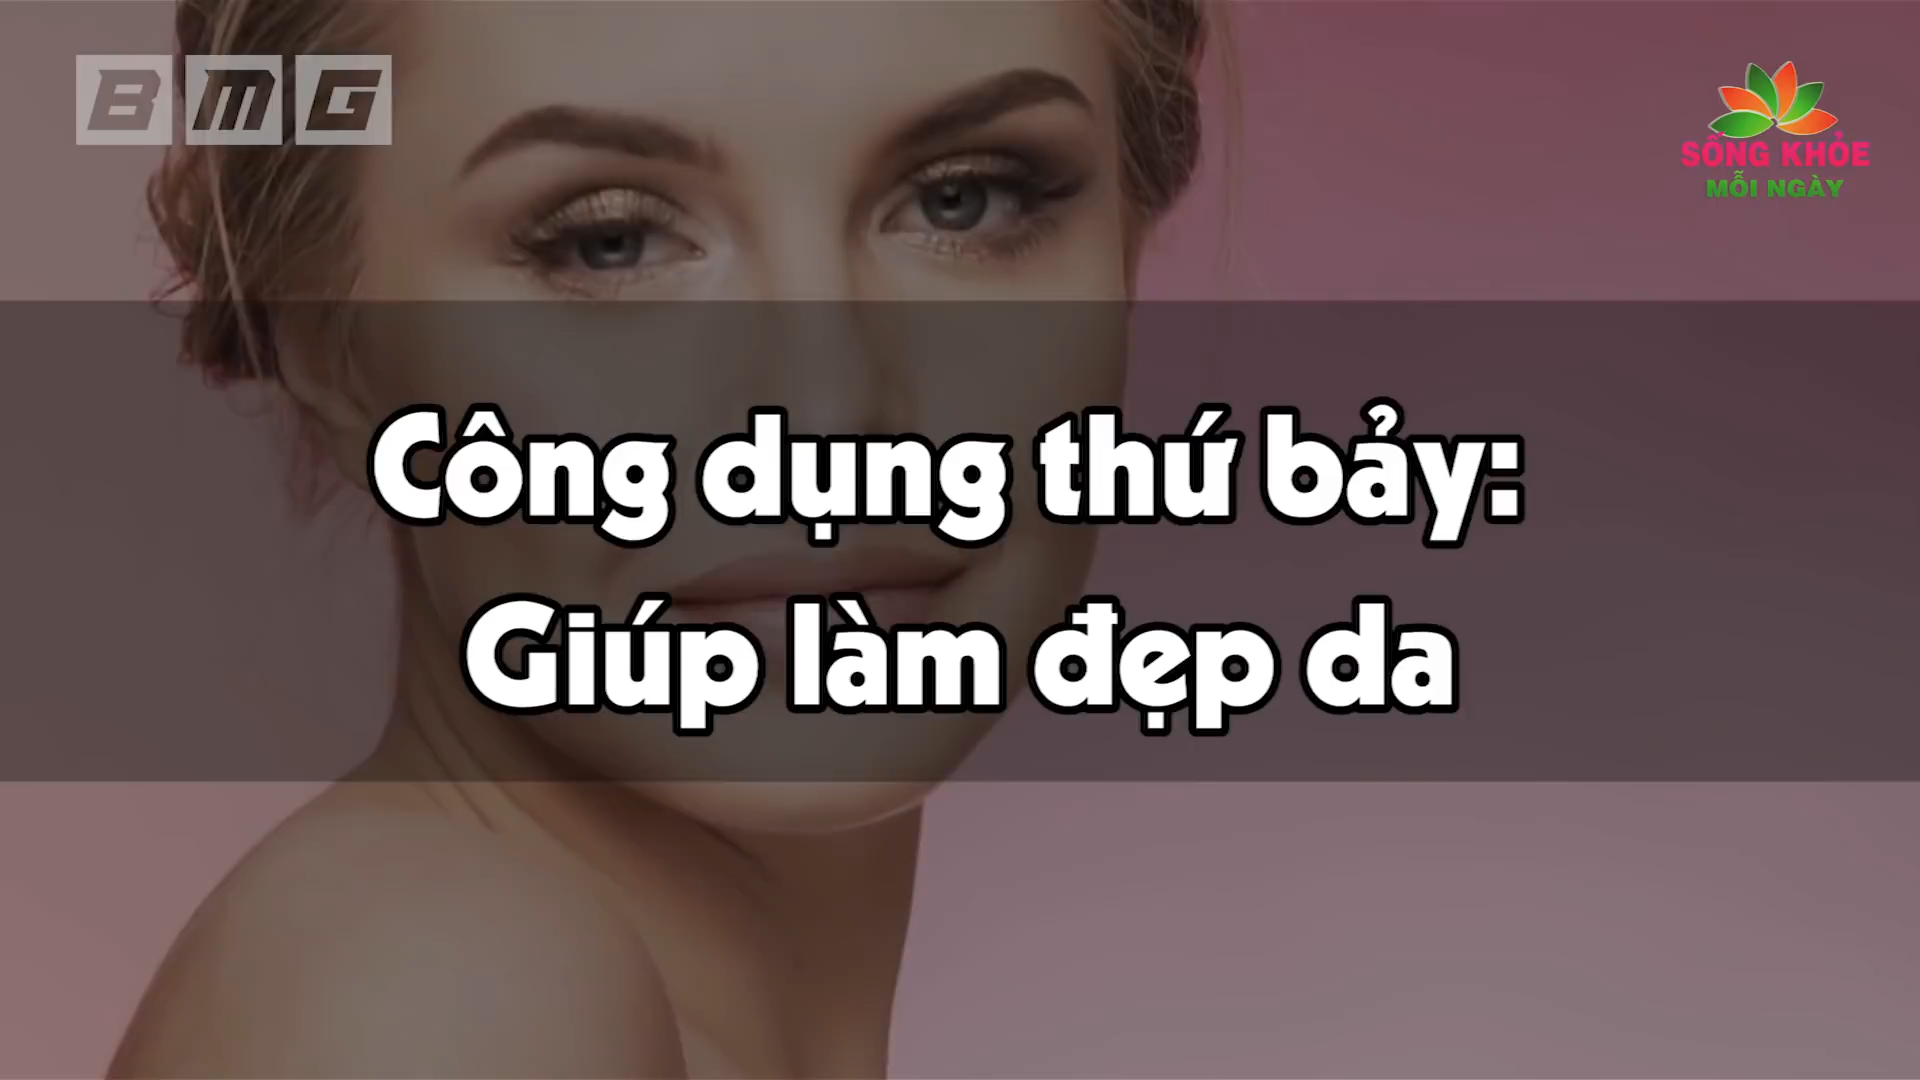 BMG
SỐNG KHỎE
MỖI NGÀY
Công dụng thứ bảy:
Giúp làm đẹp da